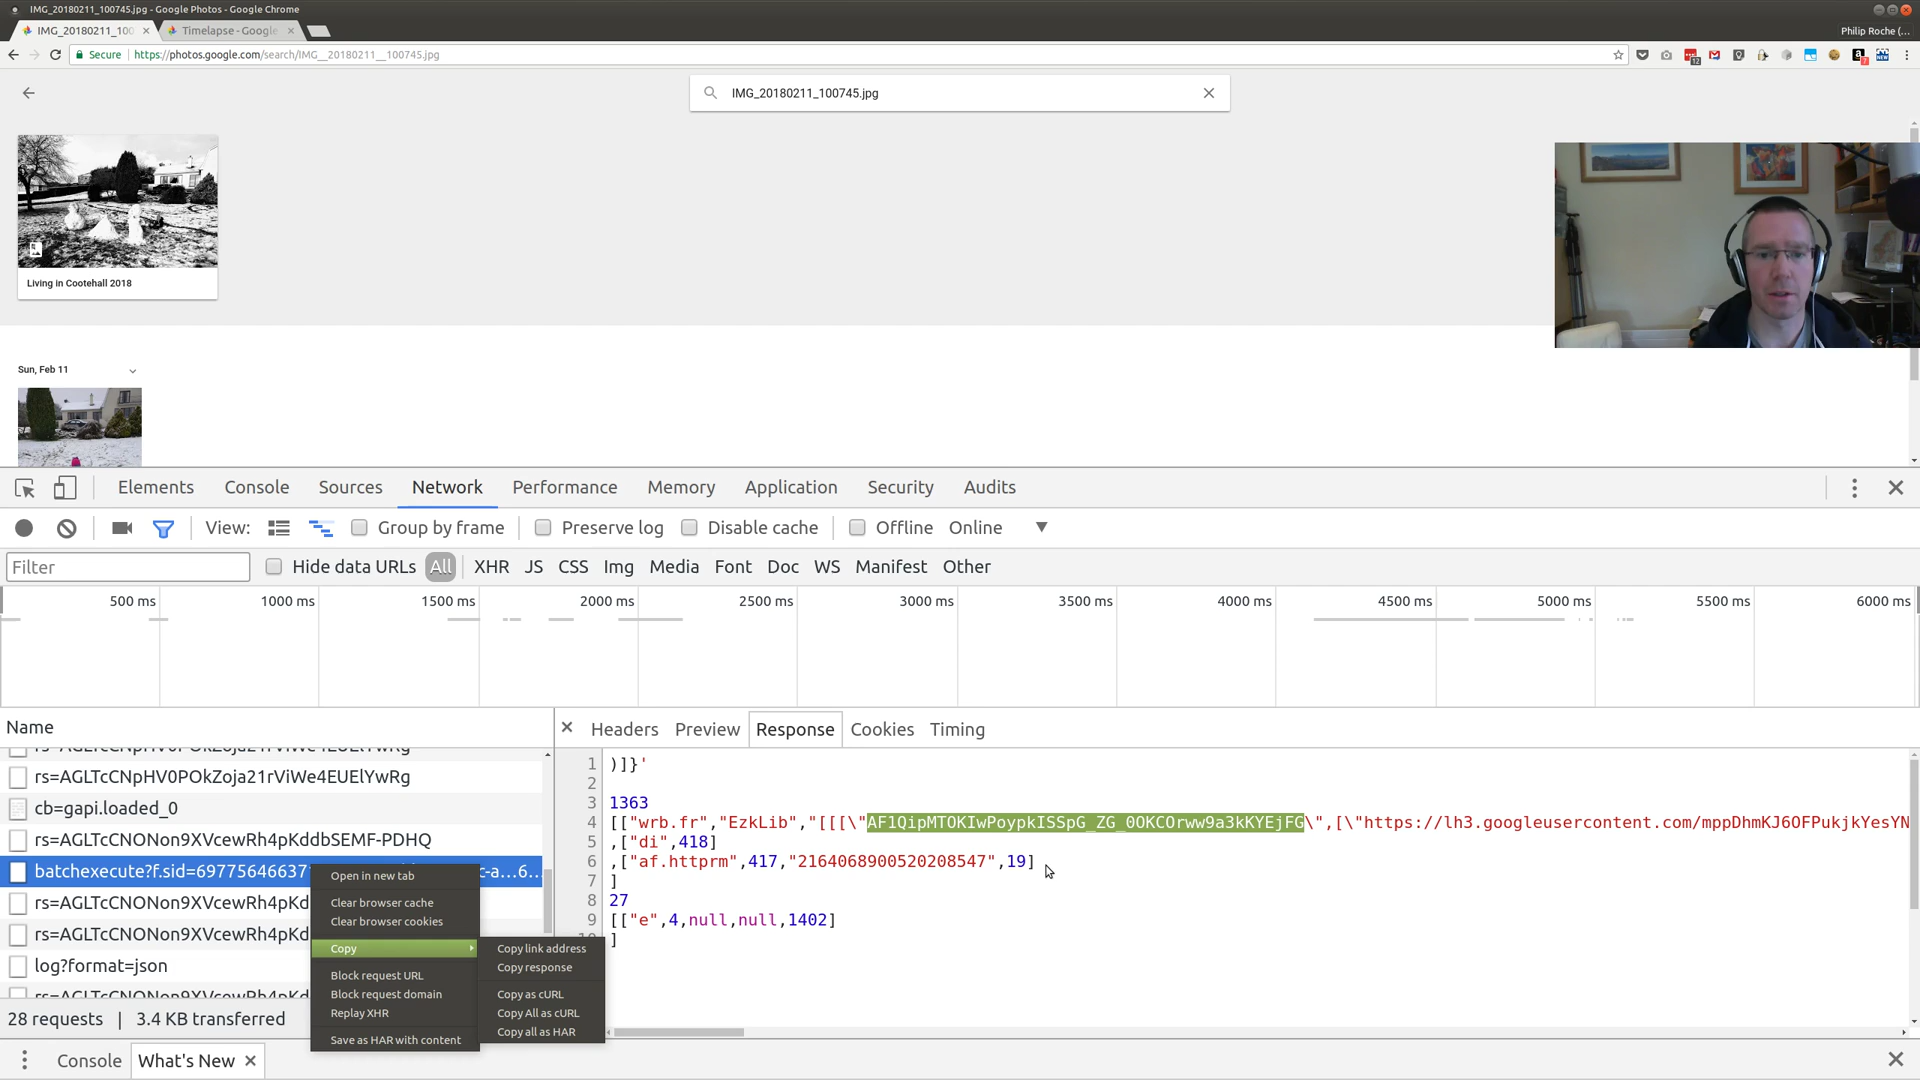 IMG_20180211_100745.jpg - Google Photos - Google Chrome
IMG_20180211_100
Timelapse - Google
Philip Roche (...
Secure
https://photos.google.com/search/IMG__20180211__100745.jpg
IMG_20180211_100745.jpg
Living in Cootehall 2018
Sun, Feb 11
Elements Console Sources Network Performance Memory Application Security Audits
View: Group by frame Preserve log Disable cache Offline Online
Filter Hide data URLs All XHR JS CSS Img Media Font Doc WS Manifest Other
500 ms 1000 ms 1500 ms 2000 ms 2500 ms 3000 ms 3500 ms 4000 ms 4500 ms 5000 ms 5500 ms 6000 ms
Name
Headers Preview Response Cookies Timing
rs=AGLTcCNpHV0POkZoja21rViWe4EUElYwRg
rs=AGLTcCNpHV0POkZoja21rViWe4EUElYwRg
cb=gapi.loaded_0
rs=AGLTcCNONon9XVcewRh4pKddbSEMF-PDHQ
batchexecute?f.sid=69775646637
c-a...6...
rs=AGLTcCNONon9XVcewRh4pKd
rs=AGLTcCNONon9XVcewRh4pKd
log?format=json
rs=AGLTcCNONon9XVcewRh4pKd
28 requests | 3.4 KB transferred
Open in new tab
Clear browser cache
Clear browser cookies
Copy
Block request URL
Block request domain
Replay XHR
Save as HAR with content
Copy link address
Copy response
Copy as cURL
Copy All as cURL
Copy all as HAR
1 )]}'
2
3 1363
4 [["wrb.fr","EzkLib","[[[\"AF1QipMTOKIwPoypkISSpG_ZG_0OKCOrww9a3kKYEjFG\",[\"https://lh3.googleusercontent.com/mppDhmKJ6OFPukjkYesYN
5 ,["di",418]
6 ,["af.httprm",417,"2164068900520208547",19]
7 ]
8 27
9 [["e",4,null,null,1402]
]
Console What's New